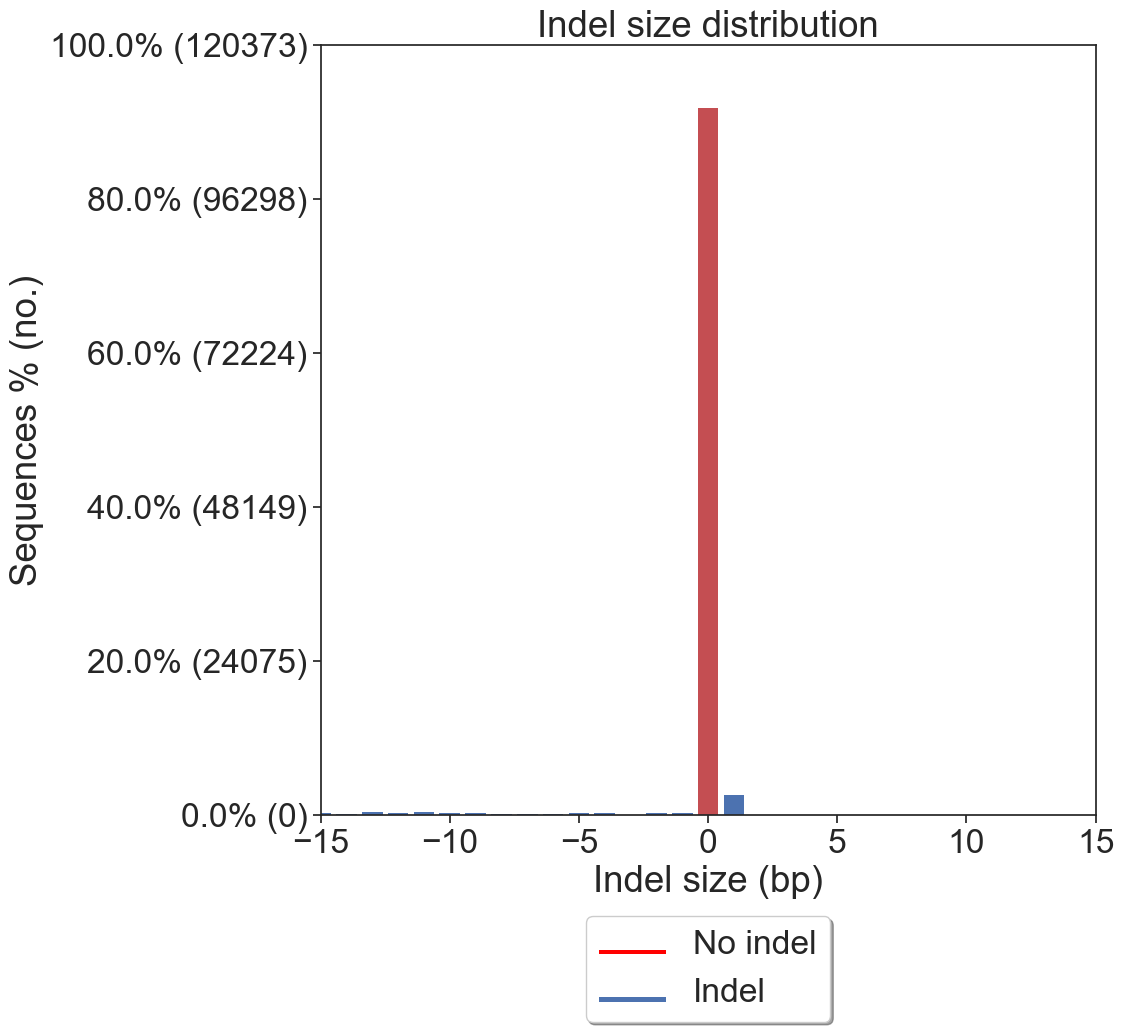 Indel size distribution
100.0% (120373)
80.0% (96298)
60.0% (72224)
40.0% (48149)
20.0% (24075)
0.0% (0)
Sequences % (no.)
−15 −10 −5 0 5 10 15
Indel size (bp)
No indel
Indel